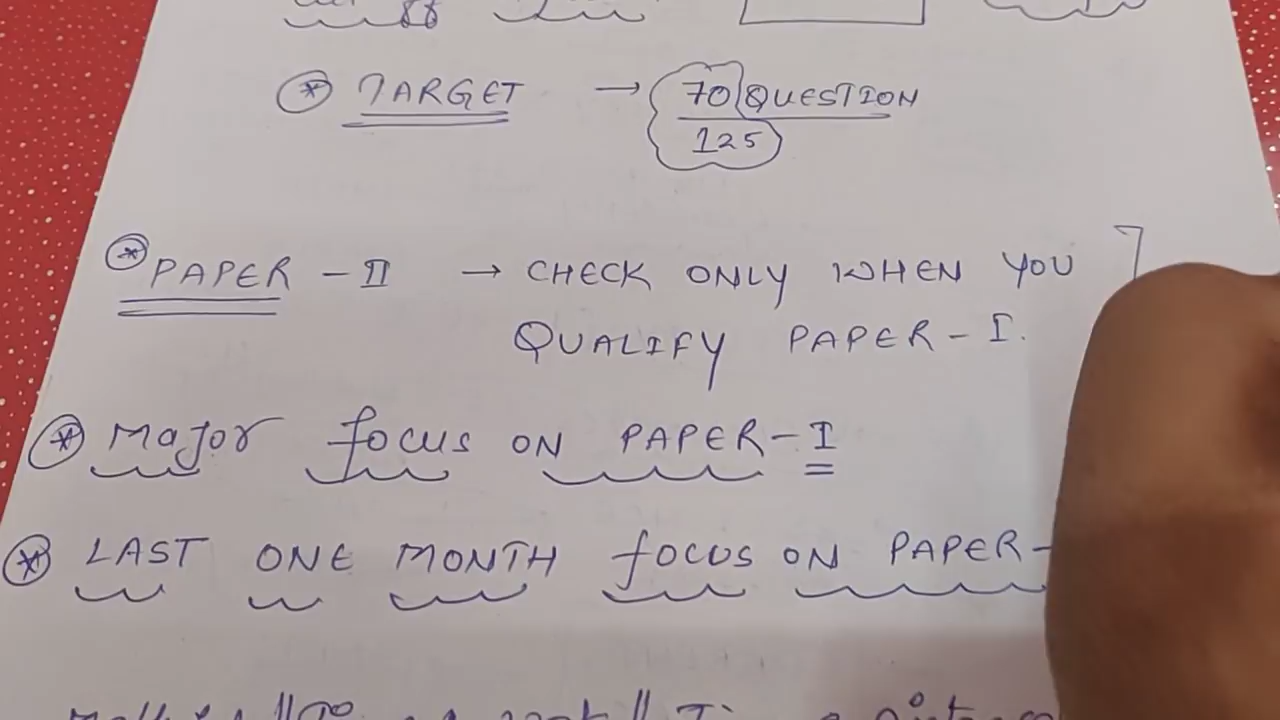 * TARGET → 70 QUESTION
125
* PAPER - II → CHECK ONLY WHEN YOU
QUALIFY PAPER - I.
* Major focus ON PAPER - I
* LAST ONE MONTH focus ON PAPER -